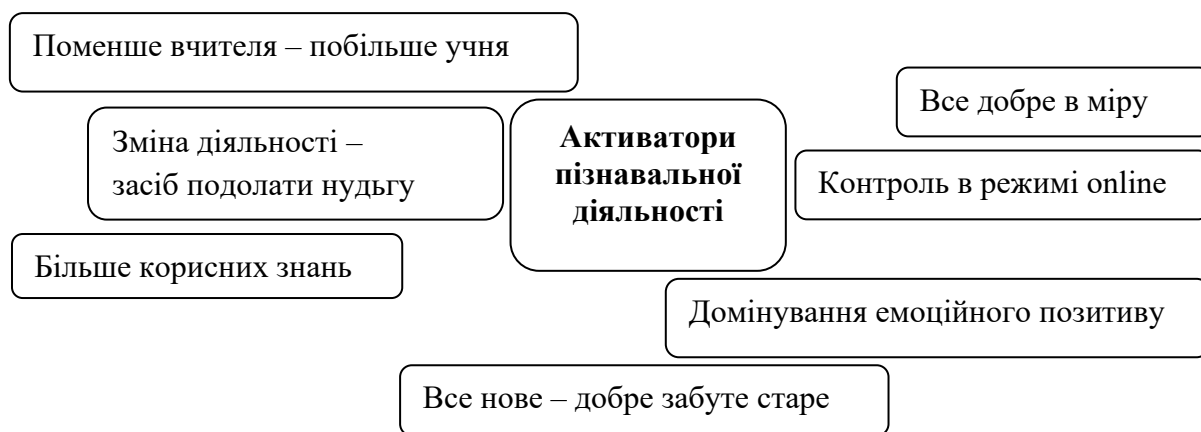 Поменше вчителя – побільше учня
Все добре в міру
Зміна діяльності –
засіб подолати нудьгу
Активатори
пізнавальної
діяльності
Контроль в режимі online
Більше корисних знань
Домінування емоційного позитиву
Все нове – добре забуте старе